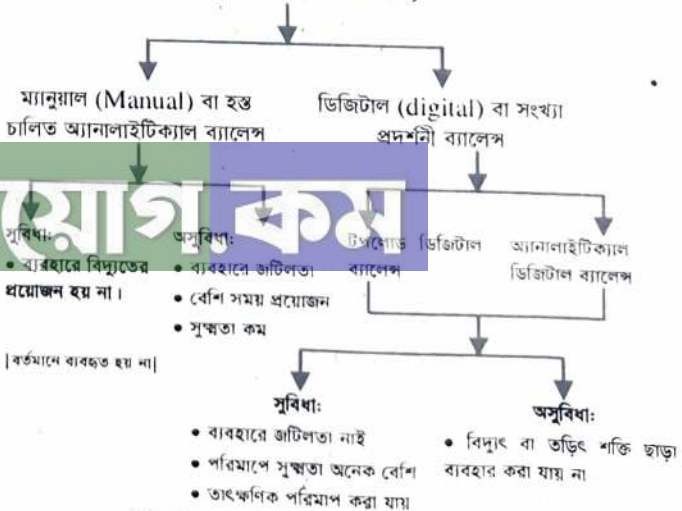 ম্যানুয়াল (Manual) বা হস্ত
চালিত অ্যানালাইটিক্যাল ব্যালেন্স
ডিজিটাল (digital) বা সংখ্যা
প্রদর্শনী ব্যালেন্স
য়োগ.কম
সুবিধা:
• ব্যবহারে বিদ্যুতের
প্রয়োজন হয় না।
|বর্তমানে ব্যবহৃত হয় না|
অসুবিধা:
• ব্যবহারে জটিলতা
• বেশি সময় প্রয়োজন
• সূক্ষ্মতা কম
টপলোড ডিজিটাল
ব্যালেন্স
অ্যানালাইটিক্যাল
ডিজিটাল ব্যালেন্স
সুবিধা:
• ব্যবহারে জটিলতা নাই
• পরিমাপে সূক্ষ্মতা অনেক বেশি
• তাৎক্ষণিক পরিমাপ করা যায়
অসুবিধা:
• বিদ্যুৎ বা তড়িৎ শক্তি ছাড়া
ব্যবহার করা যায় না